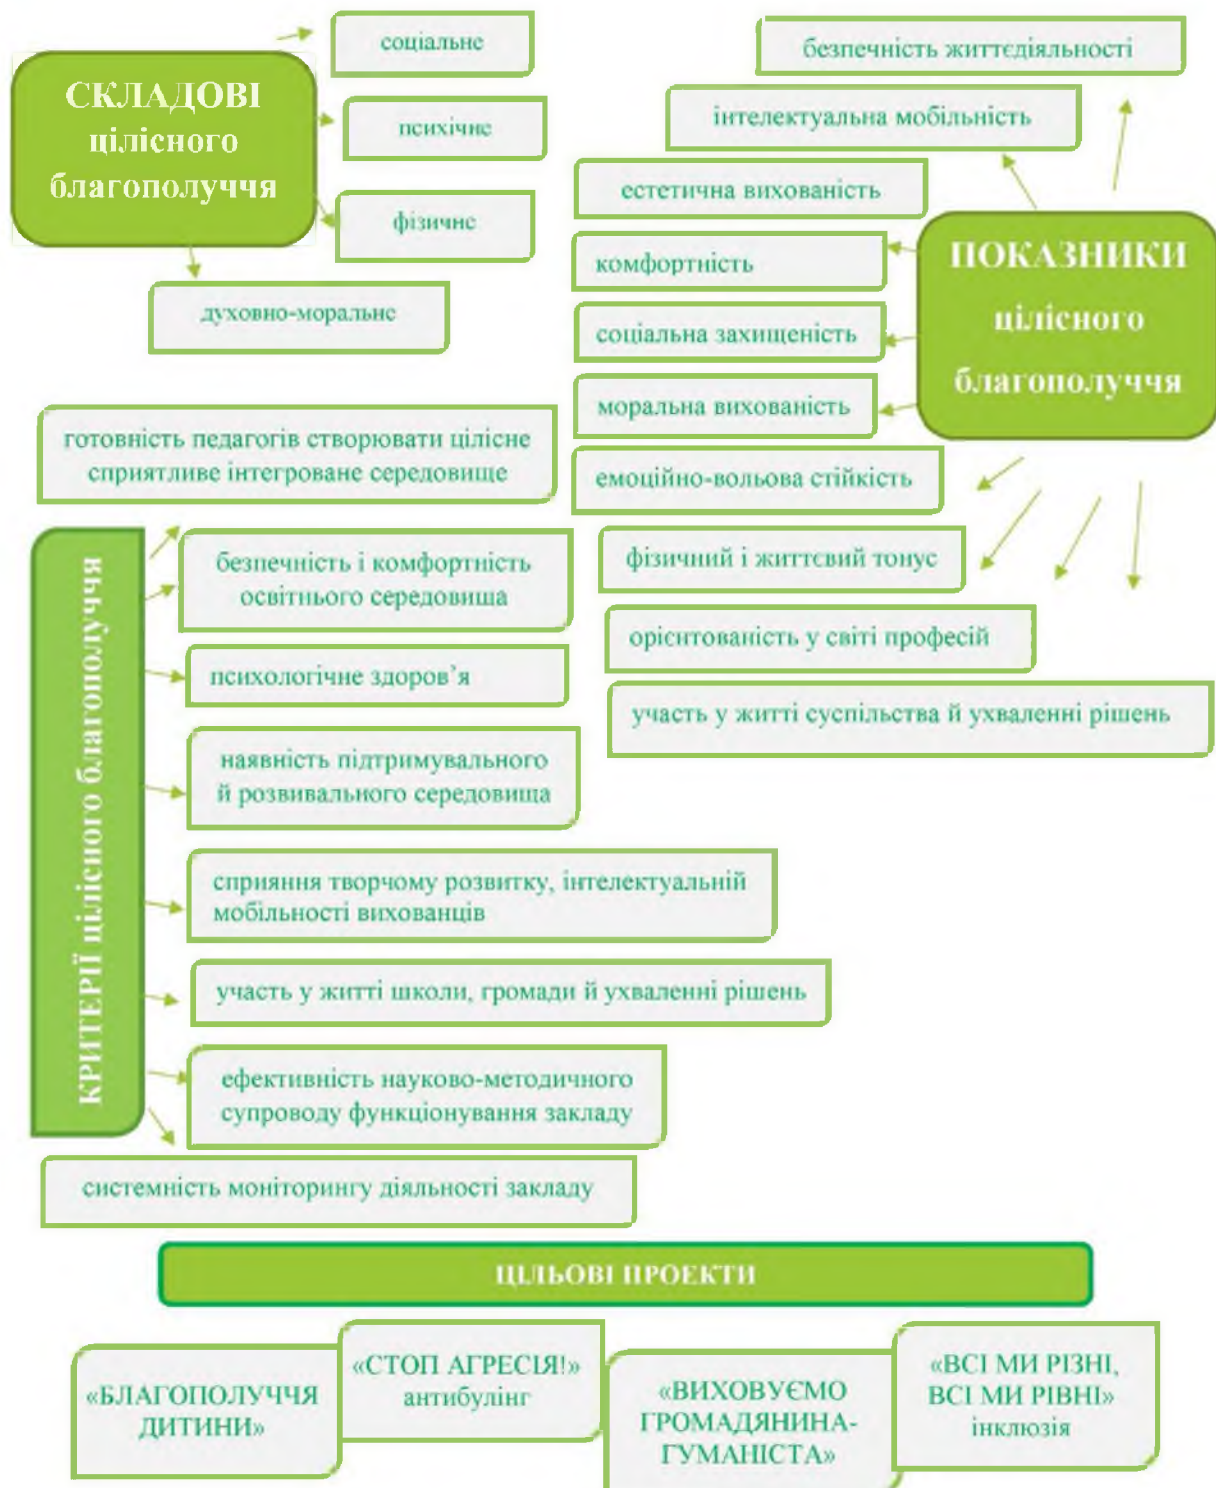 СКЛАДОВІ
цілісного
благополуччя
соціальне
психічне
фізичне
духовно-моральне
безпечність життєдіяльності
інтелектуальна мобільність
естетична вихованість
комфортність
соціальна захищеність
моральна вихованість
емоційно-вольова стійкість
фізичний і життєвий тонус
орієнтованість у світі професій
участь у житті суспільства й ухваленні рішень
ПОКАЗНИКИ
цілісного
благополуччя
готовність педагогів створювати цілісне
сприятливе інтегроване середовище
безпечність і комфортність
освітнього середовища
психологічне здоров’я
наявність підтримувального
й розвивального середовища
сприяння творчому розвитку, інтелектуальній
мобільності вихованців
участь у житті школи, громади й ухваленні рішень
ефективність науково-методичного
супроводу функціонування закладу
системність моніторингу діяльності закладу
КРИТЕРІЇ цілісного благополуччя
ЦІЛЬОВІ ПРОЕКТИ
«БЛАГОПОЛУЧЧЯ
ДИТИНИ»
«СТОП АГРЕСІЯ!»
антибулінг
«ВИХОВУЄМО
ГРОМАДЯНИНА-
ГУМАНІСТА»
«ВСІ МИ РІЗНІ,
ВСІ МИ РІВНІ»
інклюзія